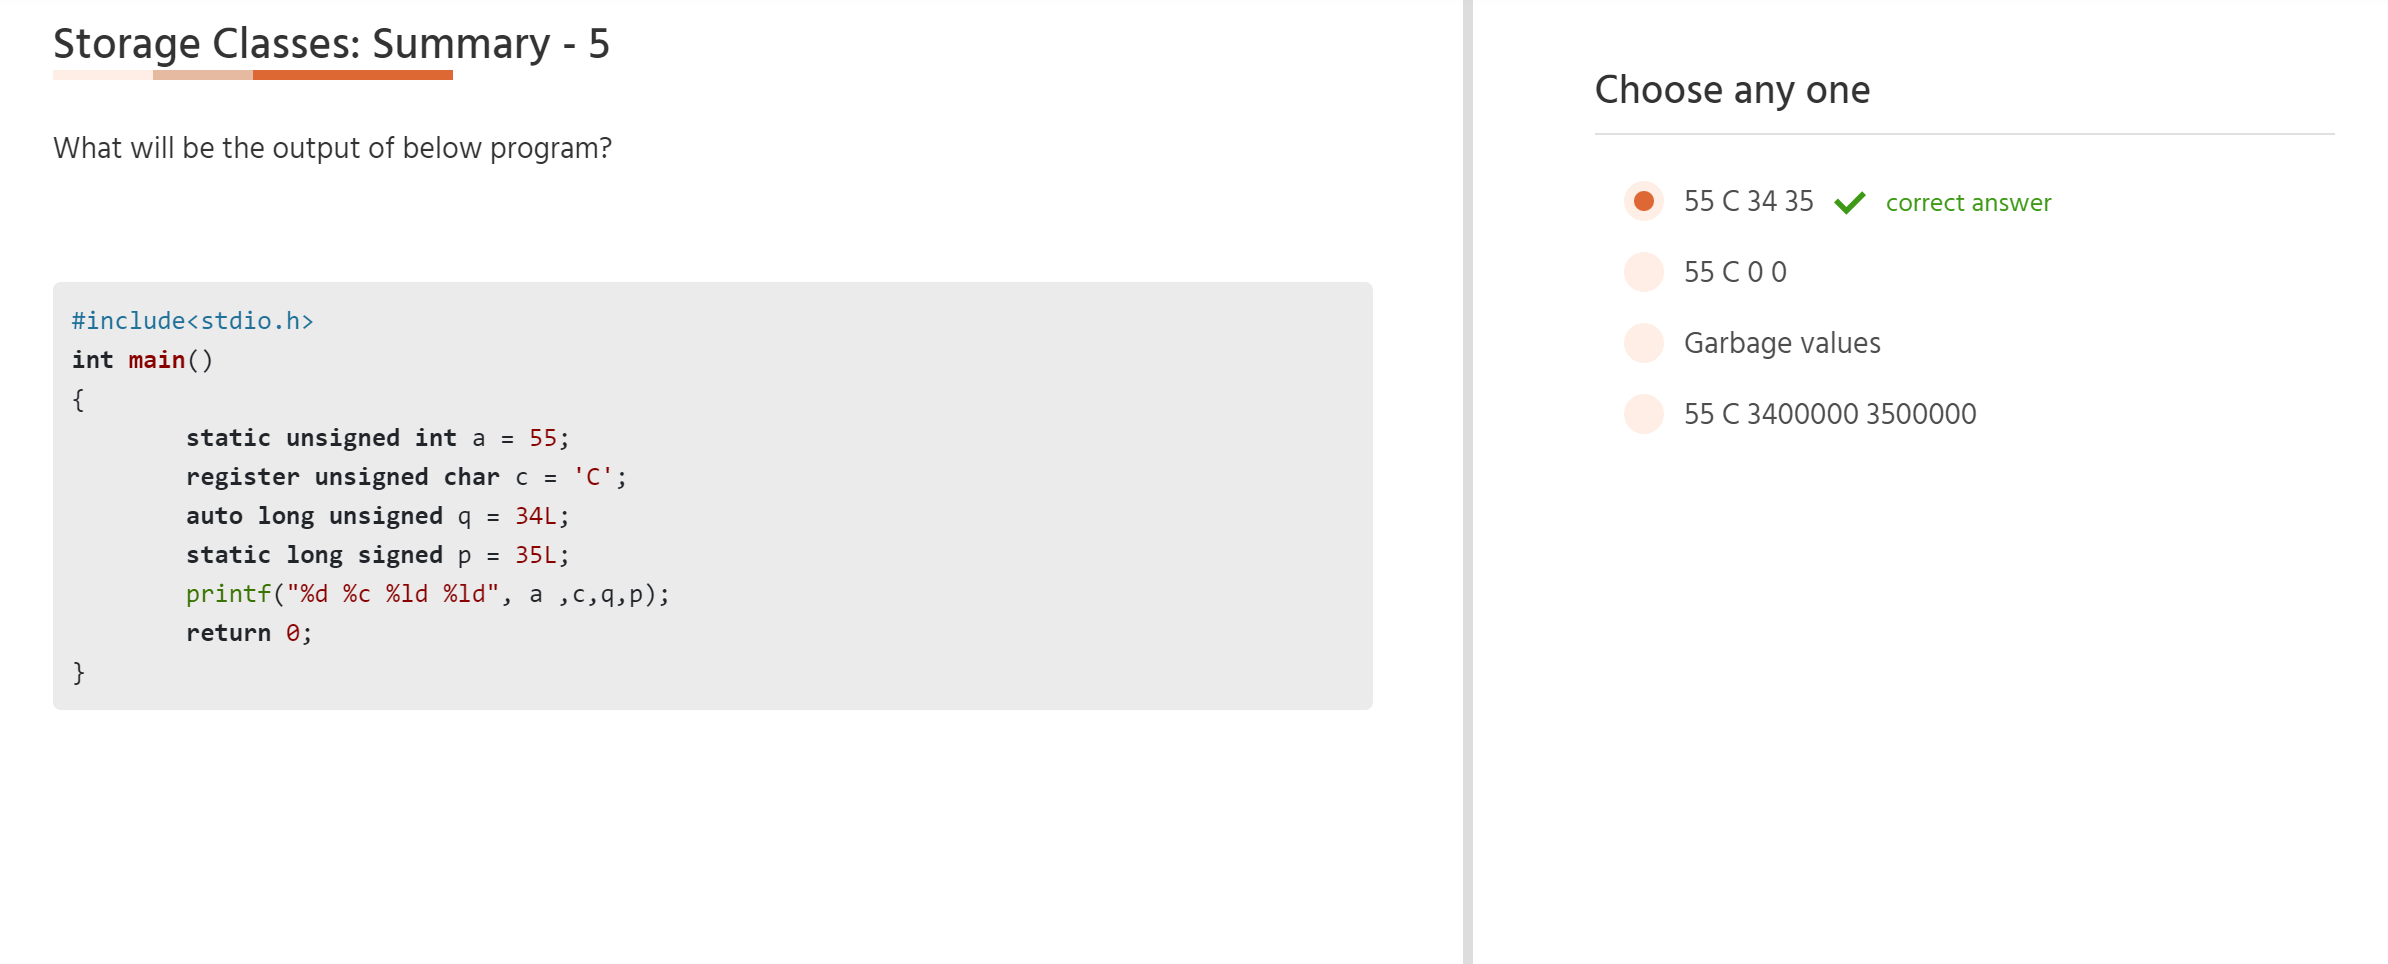 Storage Classes: Summary - 5
What will be the output of below program?
#include<stdio.h>
int main()
{
static unsigned int a = 55;
register unsigned char c = 'C';
auto long unsigned q = 34L;
static long signed p = 35L;
printf("%d %c %ld %ld", a ,c,q,p);
return 0;
}
Choose any one
55 C 34 35 correct answer
55 C 0 0
Garbage values
55 C 3400000 3500000